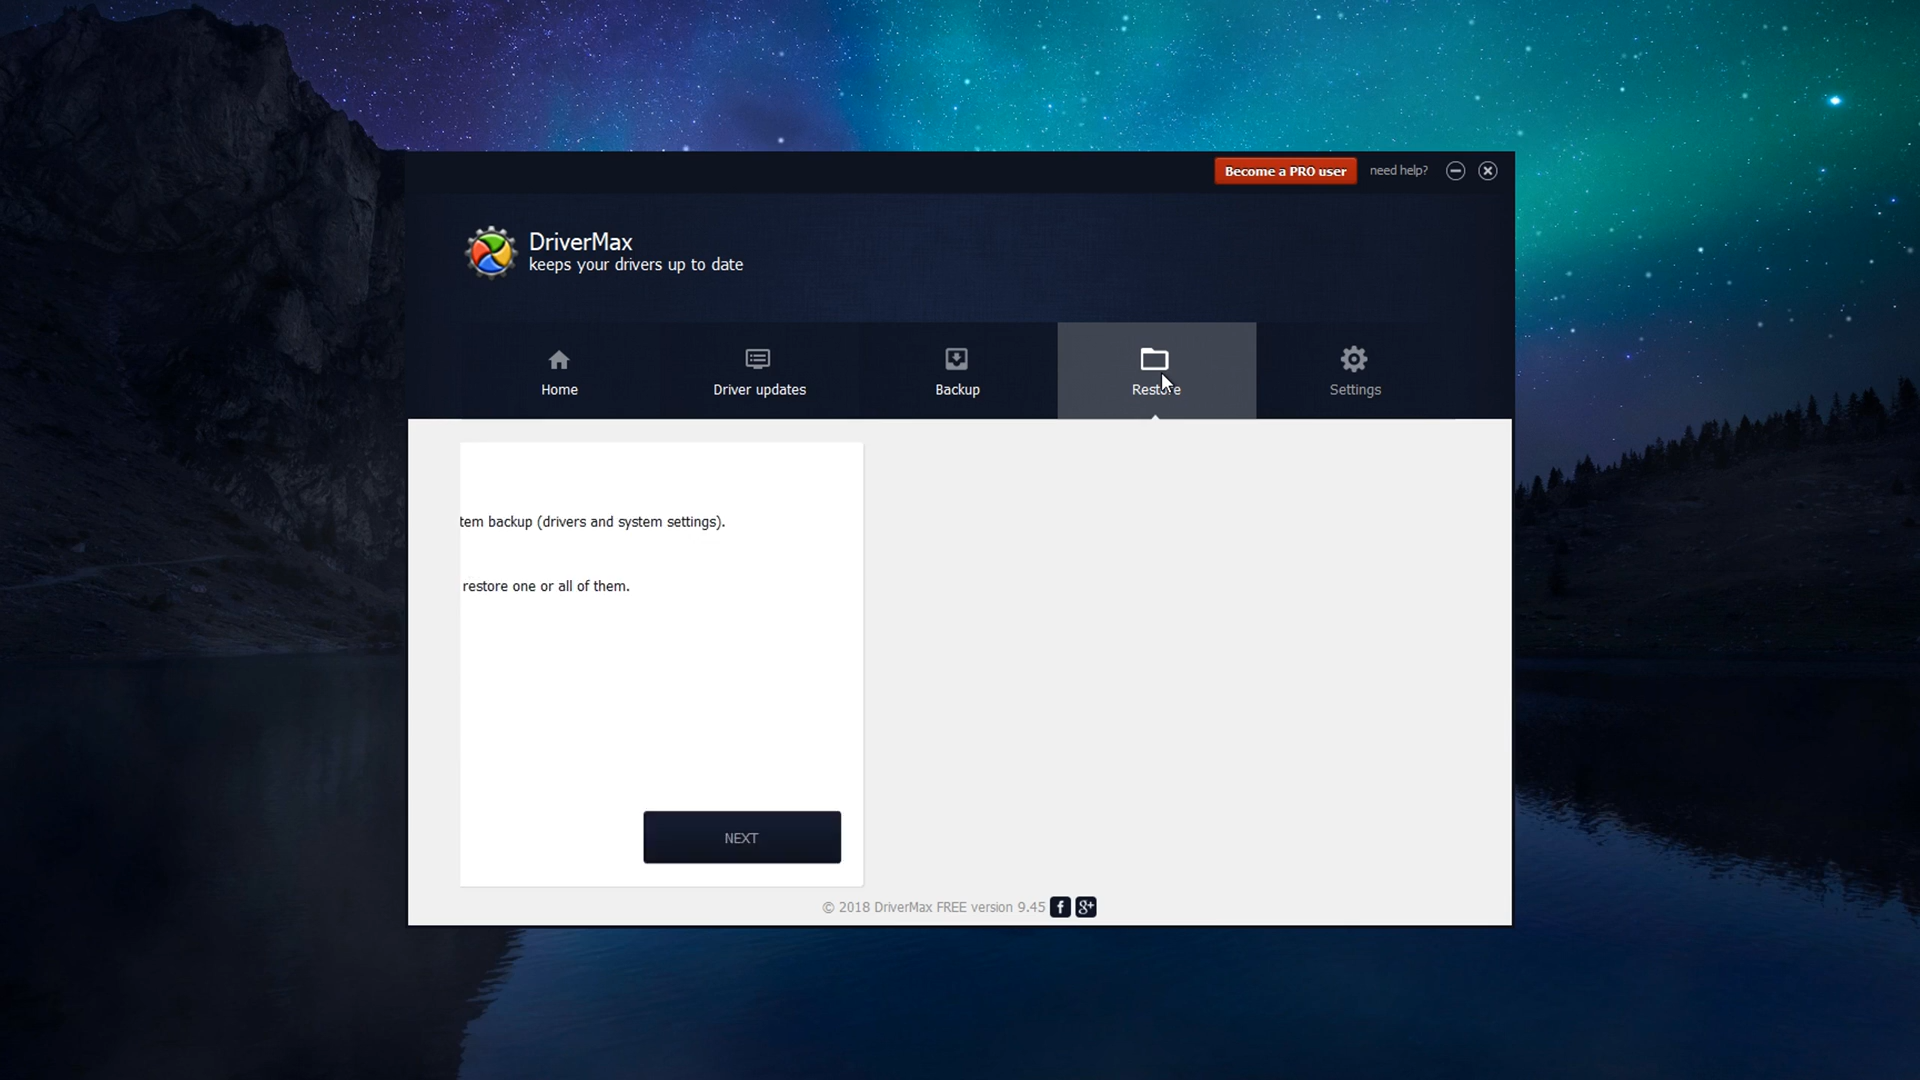 Become a PRO user
need help?
DriverMax
keeps your drivers up to date
Home
Driver updates
Backup
Restore
Settings
tem backup (drivers and system settings).
restore one or all of them.
NEXT
© 2018 DriverMax FREE version 9.45
f
g+